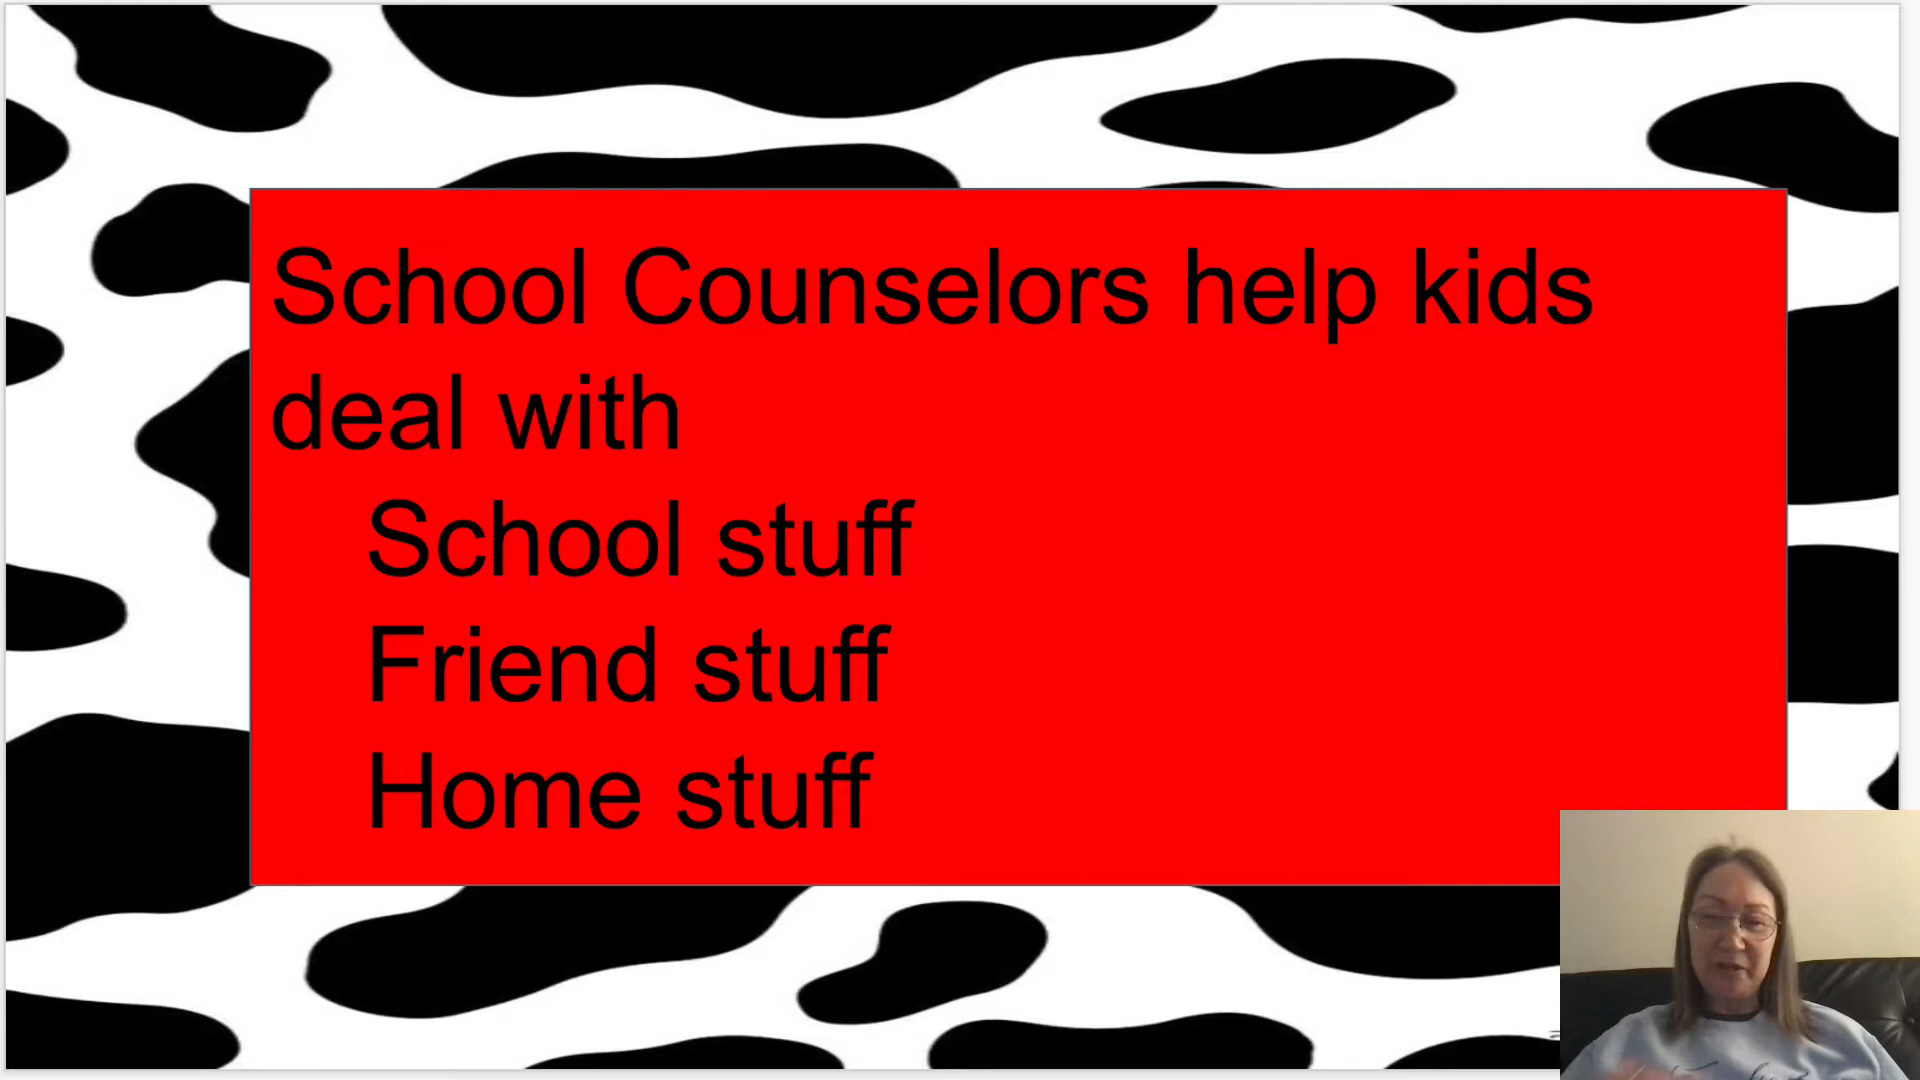 School Counselors help kids
deal with
School stuff
Friend stuff
Home stuff